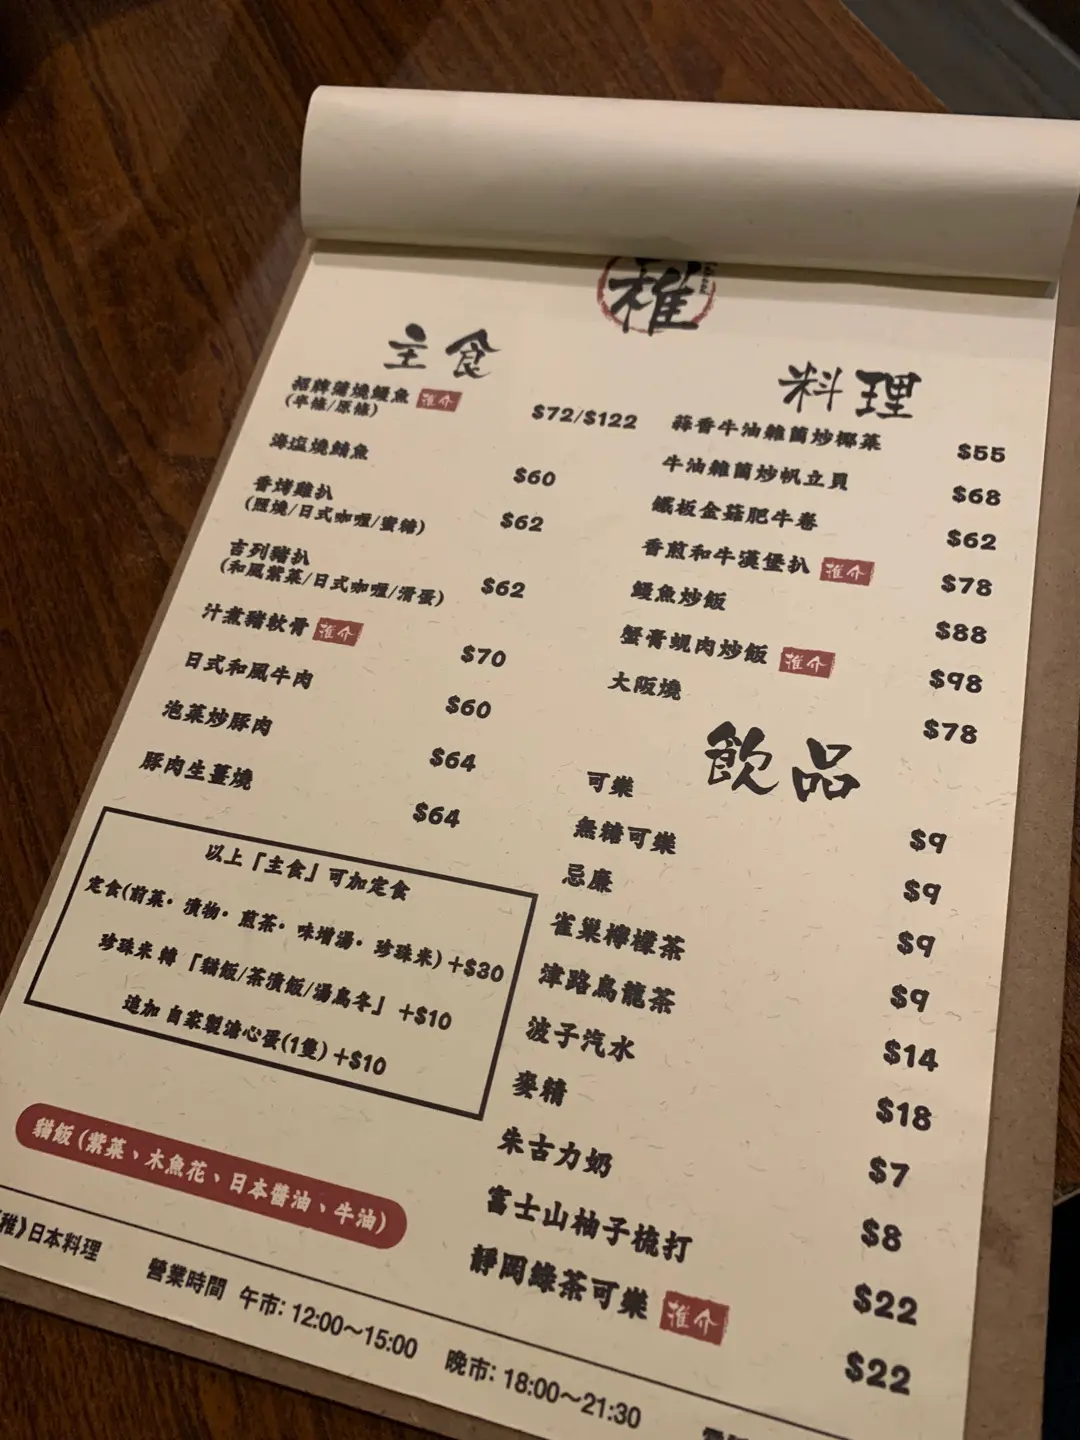 稚
主食
招牌蒲燒鰻魚 推介
(半條/原條) $72/$122
海塩燒鯖魚 $60
香烤雞扒
(照燒/日式咖喱/蜜糖) $62
吉列豬扒
(和風紫菜/日式咖喱/滑蛋) $62
汁煮豬軟骨 推介 $70
日式和風牛肉 $60
泡菜炒豚肉 $64
豚肉生薑燒 $64
以上「主食」可加定食
定食(前菜· 漬物· 煎茶· 味增湯· 珍珠米) +$30
珍珠米 轉 「貓飯/茶漬飯/湯烏冬」 +$10
追加 自家製溏心蛋(1隻) +$10
貓飯 (紫菜、木魚花、日本醬油、牛油)
料理
蒜香牛油雜菌炒椰菜 $55
牛油雜菌炒帆立貝 $68
鐵板金菇肥牛卷 $62
香煎和牛漢堡扒 推介 $78
鰻魚炒飯 $88
蟹膏蜆肉炒飯 推介 $98
大阪燒 $78
飲品
可樂 $9
無糖可樂 $9
忌廉 $9
雀巢檸檬茶 $9
津路烏龍茶 $14
波子汽水 $18
麥精 $7
朱古力奶 $8
富士山柚子梳打 $22
靜岡綠茶可樂 推介 $22
稚》日本料理 營業時間 午市: 12:00～15:00 晚市: 18:00～21:30